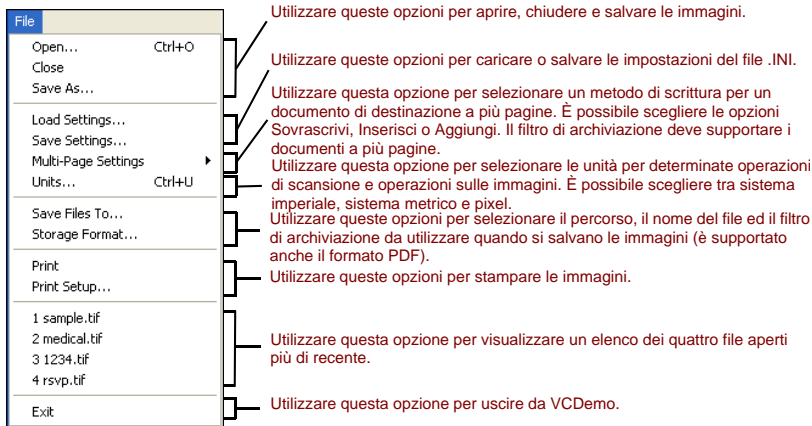 File
Open... Ctrl+O
Close
Save As...
Load Settings...
Save Settings...
Multi-Page Settings
Units... Ctrl+U
Save Files To...
Storage Format...
Print
Print Setup...
1 sample.tif
2 medical.tif
3 1234.tif
4 rsvp.tif
Exit
Utilizzare queste opzioni per aprire, chiudere e salvare le immagini.
Utilizzare queste opzioni per caricare o salvare le impostazioni del file .INI.
Utilizzare questa opzione per selezionare un metodo di scrittura per un
documento di destinazione a più pagine. È possibile scegliere le opzioni
Sovrascrivi, Inserisci o Aggiungi. Il filtro di archiviazione deve supportare i
documenti a più pagine.
Utilizzare questa opzione per selezionare le unità per determinate operazioni
di scansione e operazioni sulle immagini. È possibile scegliere tra sistema
imperiale, sistema metrico e pixel.
Utilizzare queste opzioni per selezionare il percorso, il nome del file ed il filtro
di archiviazione da utilizzare quando si salvano le immagini (è supportato
anche il formato PDF).
Utilizzare queste opzioni per stampare le immagini.
Utilizzare questa opzione per visualizzare un elenco dei quattro file aperti
più di recente.
Utilizzare questa opzione per uscire da VCDemo.